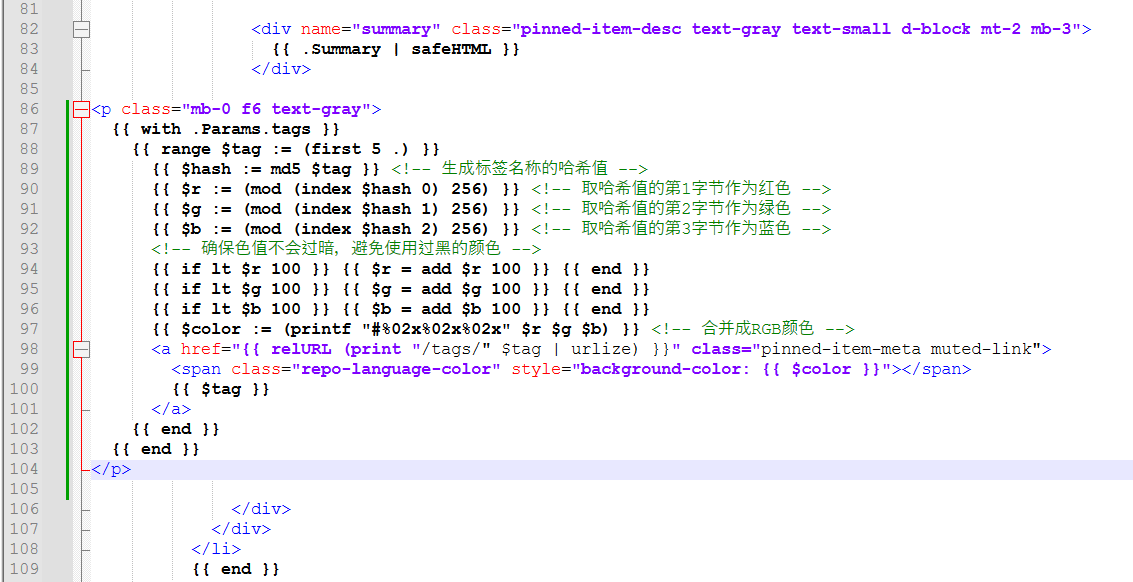 81
82 <div name="summary" class="pinned-item-desc text-gray text-small d-block mt-2 mb-3">
83 {{ .Summary | safeHTML }}
84 </div>
85
86 <p class="mb-0 f6 text-gray">
87 {{ with .Params.tags }}
88 {{ range $tag := (first 5 .) }}
89 {{ $hash := md5 $tag }} <!-- 生成标签名称的哈希值 -->
90 {{ $r := (mod (index $hash 0) 256) }} <!-- 取哈希值的第1字节作为红色 -->
91 {{ $g := (mod (index $hash 1) 256) }} <!-- 取哈希值的第2字节作为绿色 -->
92 {{ $b := (mod (index $hash 2) 256) }} <!-- 取哈希值的第3字节作为蓝色 -->
93 <!-- 确保色值不会过暗，避免使用过黑的颜色 -->
94 {{ if lt $r 100 }} {{ $r = add $r 100 }} {{ end }}
95 {{ if lt $g 100 }} {{ $g = add $g 100 }} {{ end }}
96 {{ if lt $b 100 }} {{ $b = add $b 100 }} {{ end }}
97 {{ $color := (printf "#%02x%02x%02x" $r $g $b) }} <!-- 合并成RGB颜色 -->
98 <a href="{{ relURL (print "/tags/" $tag | urlize) }}" class="pinned-item-meta muted-link">
99 <span class="repo-language-color" style="background-color: {{ $color }}"></span>
100 {{ $tag }}
101 </a>
102 {{ end }}
103 {{ end }}
104 </p>
105
106 </div>
107 </div>
108 </li>
109 {{ end }}